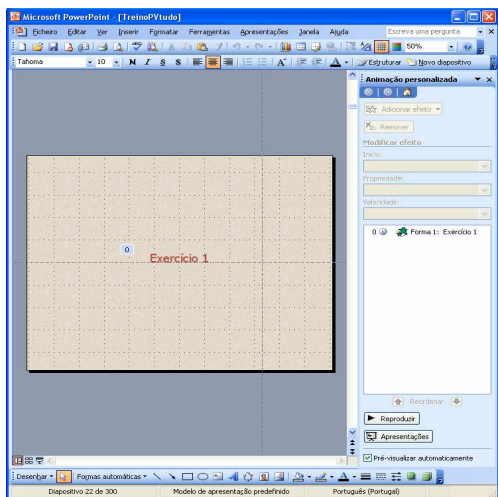 Microsoft PowerPoint - [TreinoPVtudo]
Ficheiro Editar Ver Inserir Formatar Ferramentas Apresentações Janela Ajuda Escreva uma pergunta
50%
Tahoma 10 N I S S Estruturar Novo diapositivo
Animação personalizada
Adicionar efeito
Remover
Modificar efeito
Início:
Propriedade:
Velocidade:
0 Forma 1: Exercício 1
0
Exercício 1
Reordenar
Reproduzir
Apresentações
Pré-visualizar automaticamente
Desenhar Formas automáticas
Diapositivo 22 de 300 Modelo de apresentação predefinido Português (Portugal)